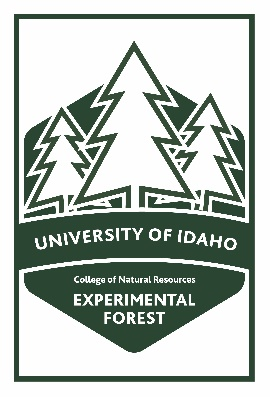 UNIVERSITY OF IDAHO
College of Natural Resources
EXPERIMENTAL
FOREST